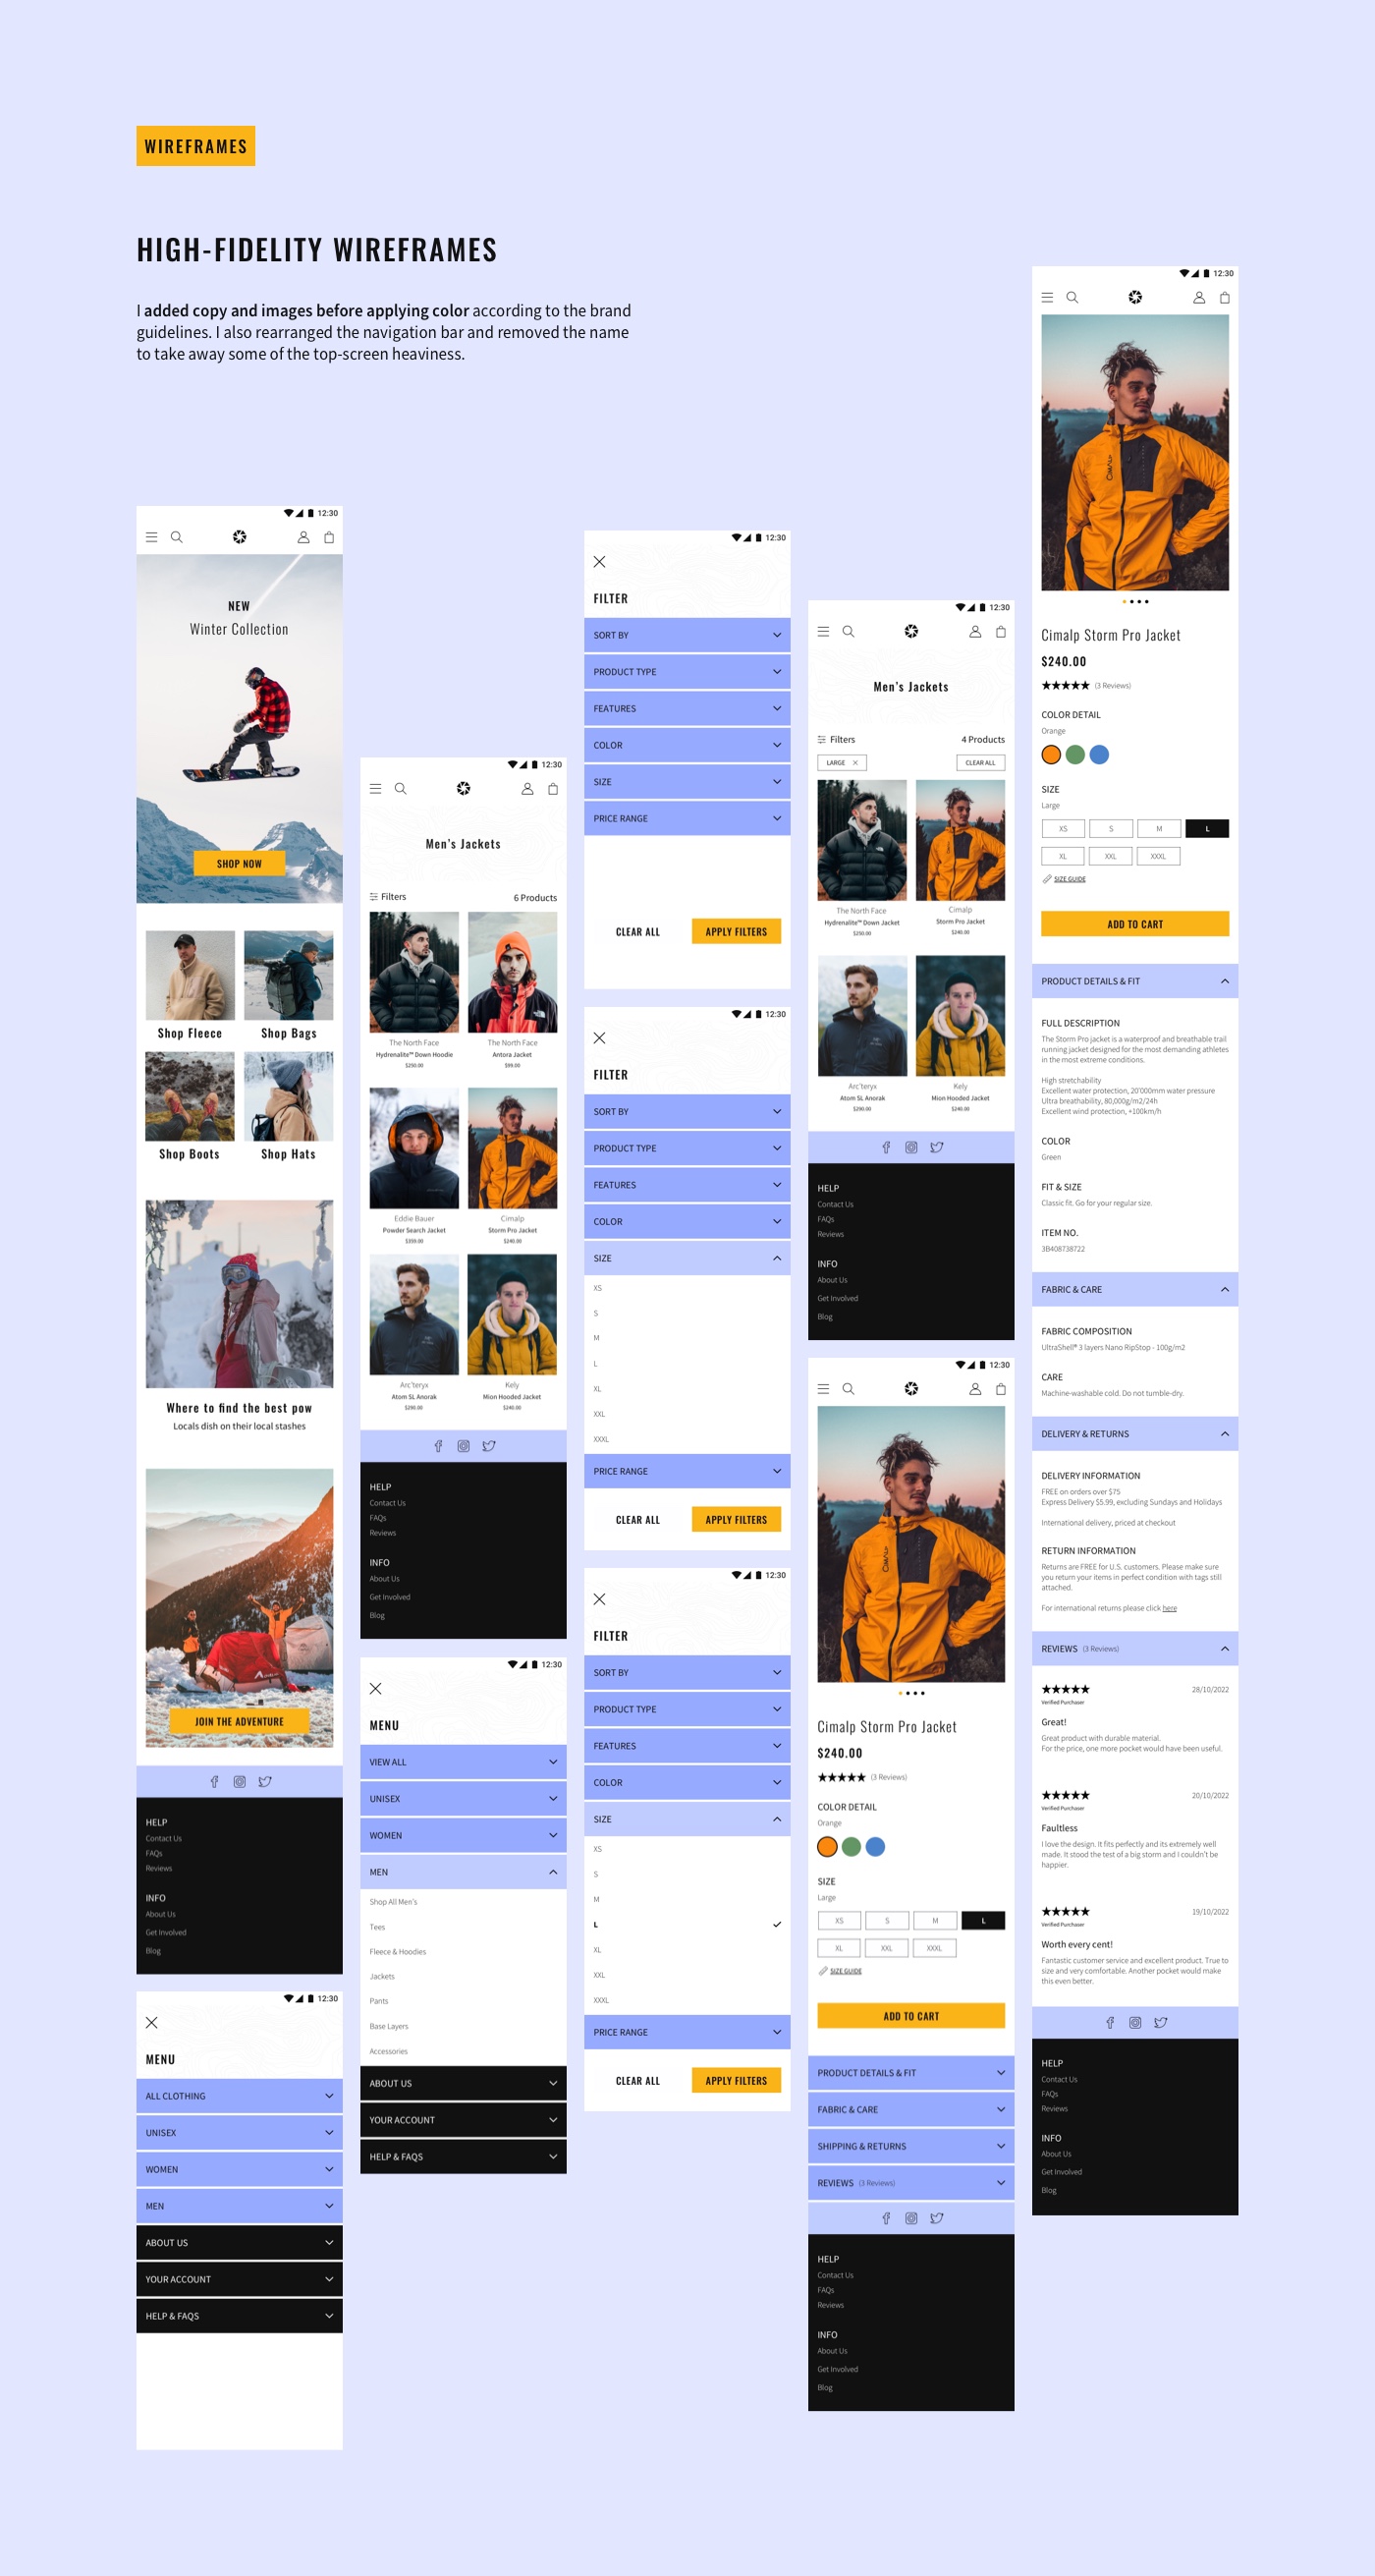 WIREFRAMES
HIGH-FIDELITY WIREFRAMES
I added copy and images before applying color according to the brand
guidelines. I also rearranged the navigation bar and removed the name
to take away some of the top-screen heaviness.
12:30
NEW
Winter Collection
SHOP NOW
Shop Fleece
Shop Bags
Shop Boots
Shop Hats
Where to find the best pow
Locals dish on their local stashes
JOIN THE ADVENTURE
HELP
Contact Us
FAQs
Reviews
INFO
About Us
Get Involved
Blog
12:30
MENU
ALL CLOTHING
UNISEX
WOMEN
MEN
ABOUT US
YOUR ACCOUNT
HELP & FAQS
12:30
Men's Jackets
Filters
6 Products
The North Face
Hydrenalite™ Down Hoodie
$250.00
The North Face
Antora Jacket
$99.00
Eddie Bauer
Powder Search Jacket
$359.00
Cimalp
Storm Pro Jacket
$240.00
Arc'teryx
Atom SL Anorak
$290.00
Kely
Mion Hooded Jacket
$240.00
HELP
Contact Us
FAQs
Reviews
INFO
About Us
Get Involved
Blog
12:30
MENU
VIEW ALL
UNISEX
WOMEN
MEN
Shop All Men's
Tees
Fleece & Hoodies
Jackets
Pants
Base Layers
Accessories
ABOUT US
YOUR ACCOUNT
HELP & FAQS
12:30
FILTER
SORT BY
PRODUCT TYPE
FEATURES
COLOR
SIZE
PRICE RANGE
CLEAR ALL
APPLY FILTERS
12:30
FILTER
SORT BY
PRODUCT TYPE
FEATURES
COLOR
SIZE
XS
S
M
L
XL
XXL
XXXL
PRICE RANGE
CLEAR ALL
APPLY FILTERS
12:30
FILTER
SORT BY
PRODUCT TYPE
FEATURES
COLOR
SIZE
XS
S
M
L
XL
XXL
XXXL
PRICE RANGE
CLEAR ALL
APPLY FILTERS
12:30
Men's Jackets
Filters
4 Products
LARGE
CLEAR ALL
The North Face
Hydrenalite™ Down Jacket
$250.00
Cimalp
Storm Pro Jacket
$240.00
Arc'teryx
Atom SL Anorak
$290.00
Kely
Mion Hooded Jacket
$240.00
HELP
Contact Us
FAQs
Reviews
INFO
About Us
Get Involved
Blog
12:30
CIMALP
Cimalp Storm Pro Jacket
$240.00
★★★★★ (3 Reviews)
COLOR DETAIL
Orange
SIZE
Large
XS
S
M
L
XL
XXL
XXXL
SIZE GUIDE
ADD TO CART
PRODUCT DETAILS & FIT
FABRIC & CARE
SHIPPING & RETURNS
REVIEWS (3 Reviews)
HELP
Contact Us
FAQs
Reviews
INFO
About Us
Get Involved
Blog
12:30
CIMALP
Cimalp Storm Pro Jacket
$240.00
★★★★★ (3 Reviews)
COLOR DETAIL
Orange
SIZE
Large
XS
S
M
L
XL
XXL
XXXL
SIZE GUIDE
ADD TO CART
PRODUCT DETAILS & FIT
FULL DESCRIPTION
The Storm Pro jacket is a waterproof and breathable trail
running jacket designed for the most demanding athletes
in the most extreme conditions.
High stretchability
Excellent water protection, 20'000mm water pressure
Ultra breathability, 80,000g/m2/24h
Excellent wind protection, +100km/h
COLOR
Green
FIT & SIZE
Classic fit. Go for your regular size.
ITEM NO.
3B408738722
FABRIC & CARE
FABRIC COMPOSITION
UltraShell® 3 layers Nano RipStop - 100g/m2
CARE
Machine-washable cold. Do not tumble-dry.
DELIVERY & RETURNS
DELIVERY INFORMATION
FREE on orders over $75
Express Delivery $5.99, excluding Sundays and Holidays
International delivery, priced at checkout
RETURN INFORMATION
Returns are FREE for U.S. customers. Please make sure
you return your items in perfect condition with tags still
attached.
For international returns please click here
REVIEWS (3 Reviews)
★★★★★ 28/10/2022
Verified Purchaser
Great!
Great product with durable material.
For the price, one more pocket would have been useful.
★★★★★ 20/10/2022
Verified Purchaser
Faultless
I love the design. It fits perfectly and its extremely well
made. It stood the test of a big storm and I couldn't be
happier.
★★★★★ 19/10/2022
Verified Purchaser
Worth every cent!
Fantastic customer service and excellent product. True to
size and very comfortable. Another pocket would make
this even better.
HELP
Contact Us
FAQs
Reviews
INFO
About Us
Get Involved
Blog